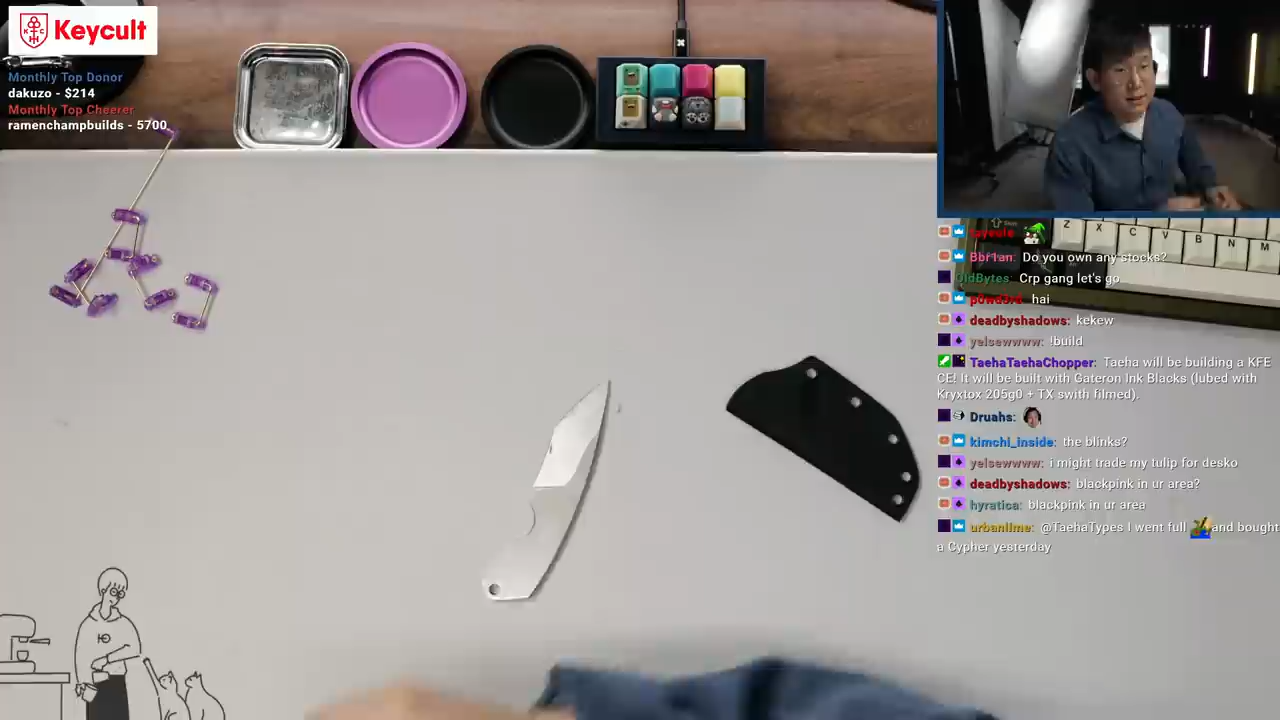 Keycult
Monthly Top Donor
dakuzo - $214
Monthly Top Cheerer
ramenchampbuilds - 5700
Z X C V B N M
Bbr1an: Do you own any stocks?
OldBytes: Crp gang let's go
p0wd3rd: hai
deadbyshadows: kekew
yelsewwww: !build
TaehaTaehaChopper: Taeha will be building a KFE
CE! It will be built with Gateron Ink Blacks (lubed with
Kryxtox 205g0 + TX swith filmed).
Druahs:
kimchi_inside: the blinks?
yelsewwww: i might trade my tulip for desko
deadbyshadows: blackpink in ur area?
hyratica: blackpink in ur area
urbanlime: @TaehaTypes I went full and bought
a Cypher yesterday